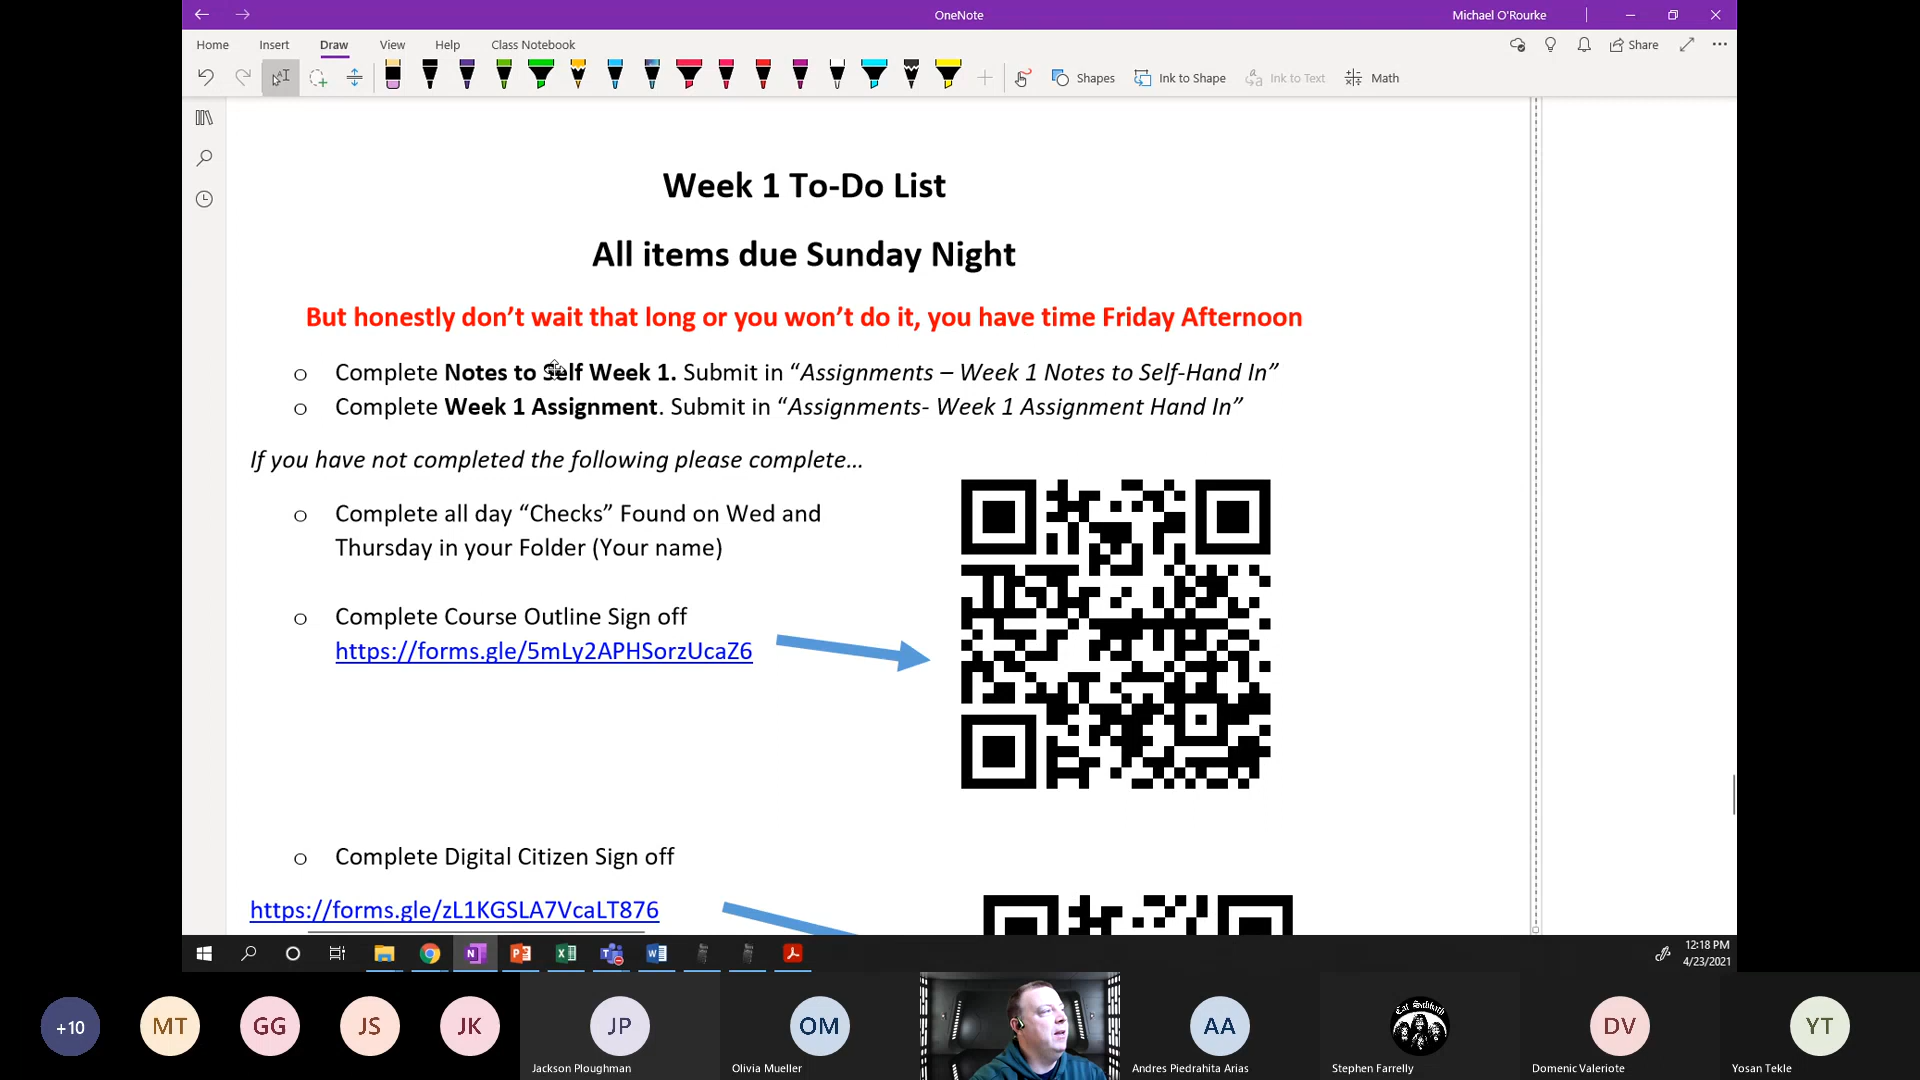 OneNote
Michael O'Rourke
Home Insert Draw View Help Class Notebook
Share
Shapes Ink to Shape Ink to Text Math
Week 1 To-Do List
All items due Sunday Night
But honestly don't wait that long or you won't do it, you have time Friday Afternoon
o Complete Notes to Self Week 1. Submit in “Assignments – Week 1 Notes to Self-Hand In”
o Complete Week 1 Assignment. Submit in “Assignments- Week 1 Assignment Hand In”
If you have not completed the following please complete...
o Complete all day “Checks” Found on Wed and
Thursday in your Folder (Your name)
o Complete Course Outline Sign off
https://forms.gle/5mLy2APHSorzUcaZ6
o Complete Digital Citizen Sign off
https://forms.gle/zL1KGSLA7VcaLT876
12:18 PM
4/23/2021
+10 MT GG JS JK JP OM AA DV YT
Jackson Ploughman Olivia Mueller Andres Piedrahita Arias Stephen Farrelly Domenic Valeriote Yosan Tekle